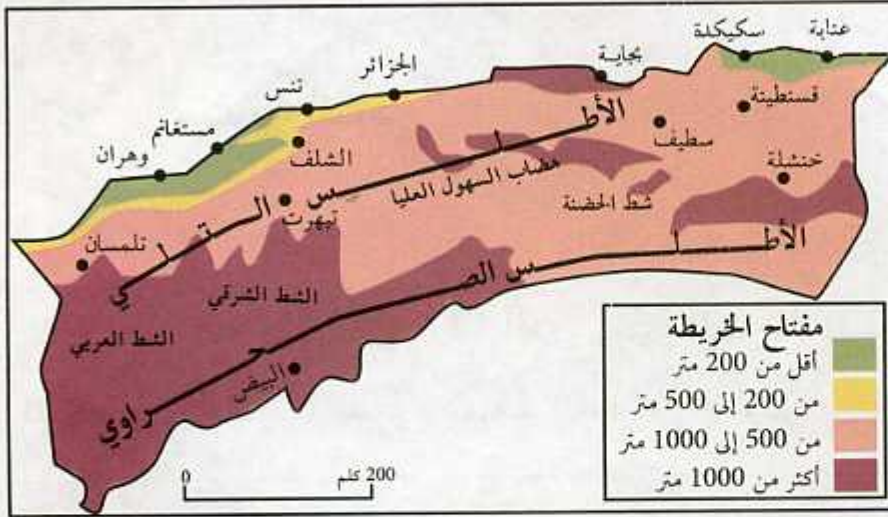 عنابة
سكيكدة
بجاية
الجزائر
تنس
مستغانم
وهران
قسنطينة
سطيف
خنشلة
الشلف
تيهرت
تلمسان
البيض
الأطلس التلي
هضاب السهول العليا
شط الحضنة
الأطلس الصحراوي
الشط الشرقي
الشط الغربي
مفتاح الخريطة
أقل من 200 متر
من 200 إلى 500 متر
من 500 إلى 1000 متر
أكثر من 1000 متر
0 200 كلم